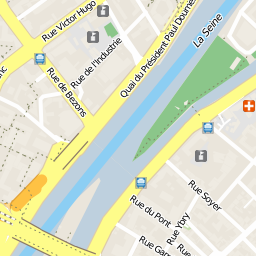 Rue Victor Hugo
La Seine
Rue de l'Industrie
Quai du Président Paul Doumer
Rue de Bezons
Rue Soyer
Rue du Pont
Rue Ybry